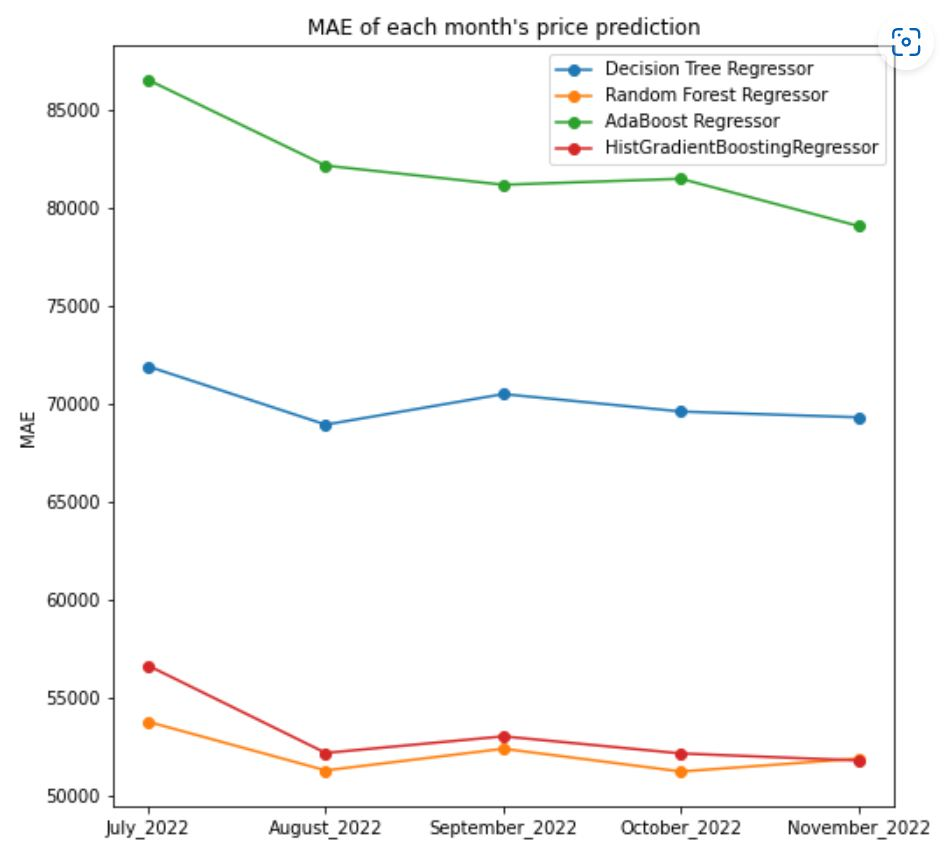 MAE of each month's price prediction
Decision Tree Regressor
Random Forest Regressor
AdaBoost Regressor
HistGradientBoostingRegressor
85000
80000
75000
70000
65000
60000
55000
50000
MAE
July_2022 August_2022 September_2022 October_2022 November_2022